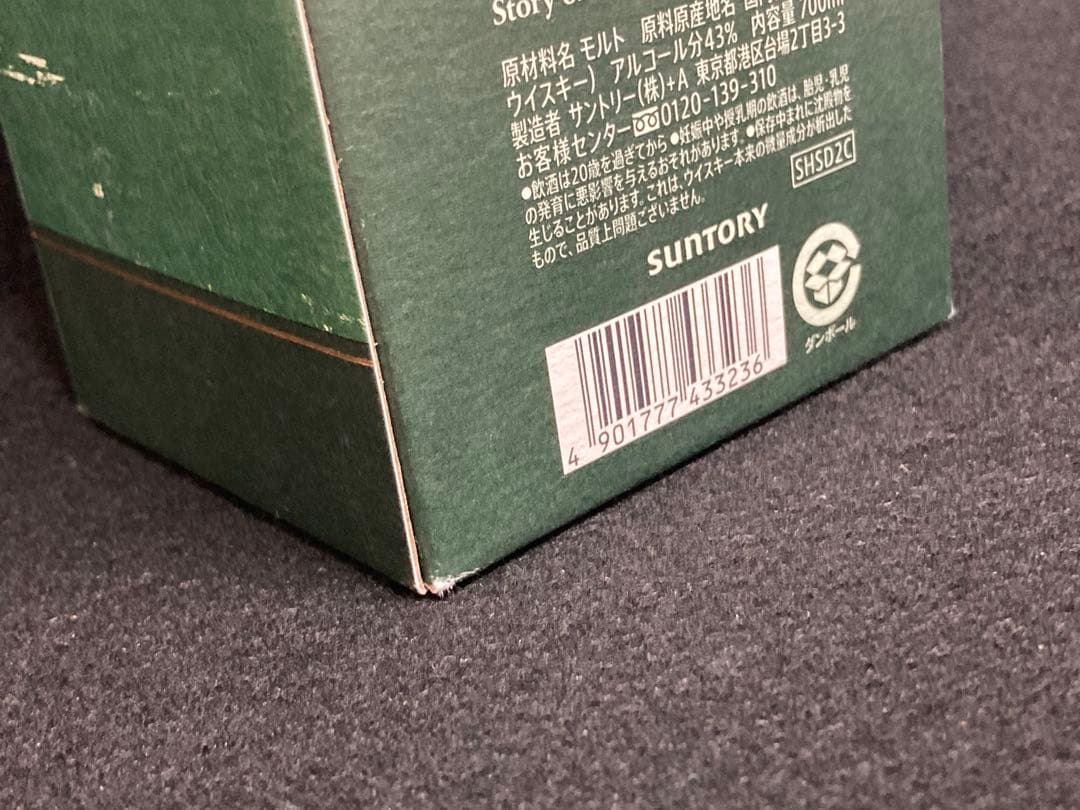 Story
原材料名 モルト 原料原産地名
ウイスキー) アルコール分43% 内容量 700ml
製造者 サントリー(株)+A 東京都港区台場2丁目3-3
お客様センター 0120-139-310
●飲酒は20歳を過ぎてから ●妊娠中や授乳期の飲酒は、胎児・乳児
の発育に悪影響を与えるおそれがあります。●保存中まれに沈殿物を
生じることがあります。これは、ウイスキー本来の微量成分が析出した
もので、品質上問題ございません。
SHSD2C
SUNTORY
4 901777 433236
ダンボール